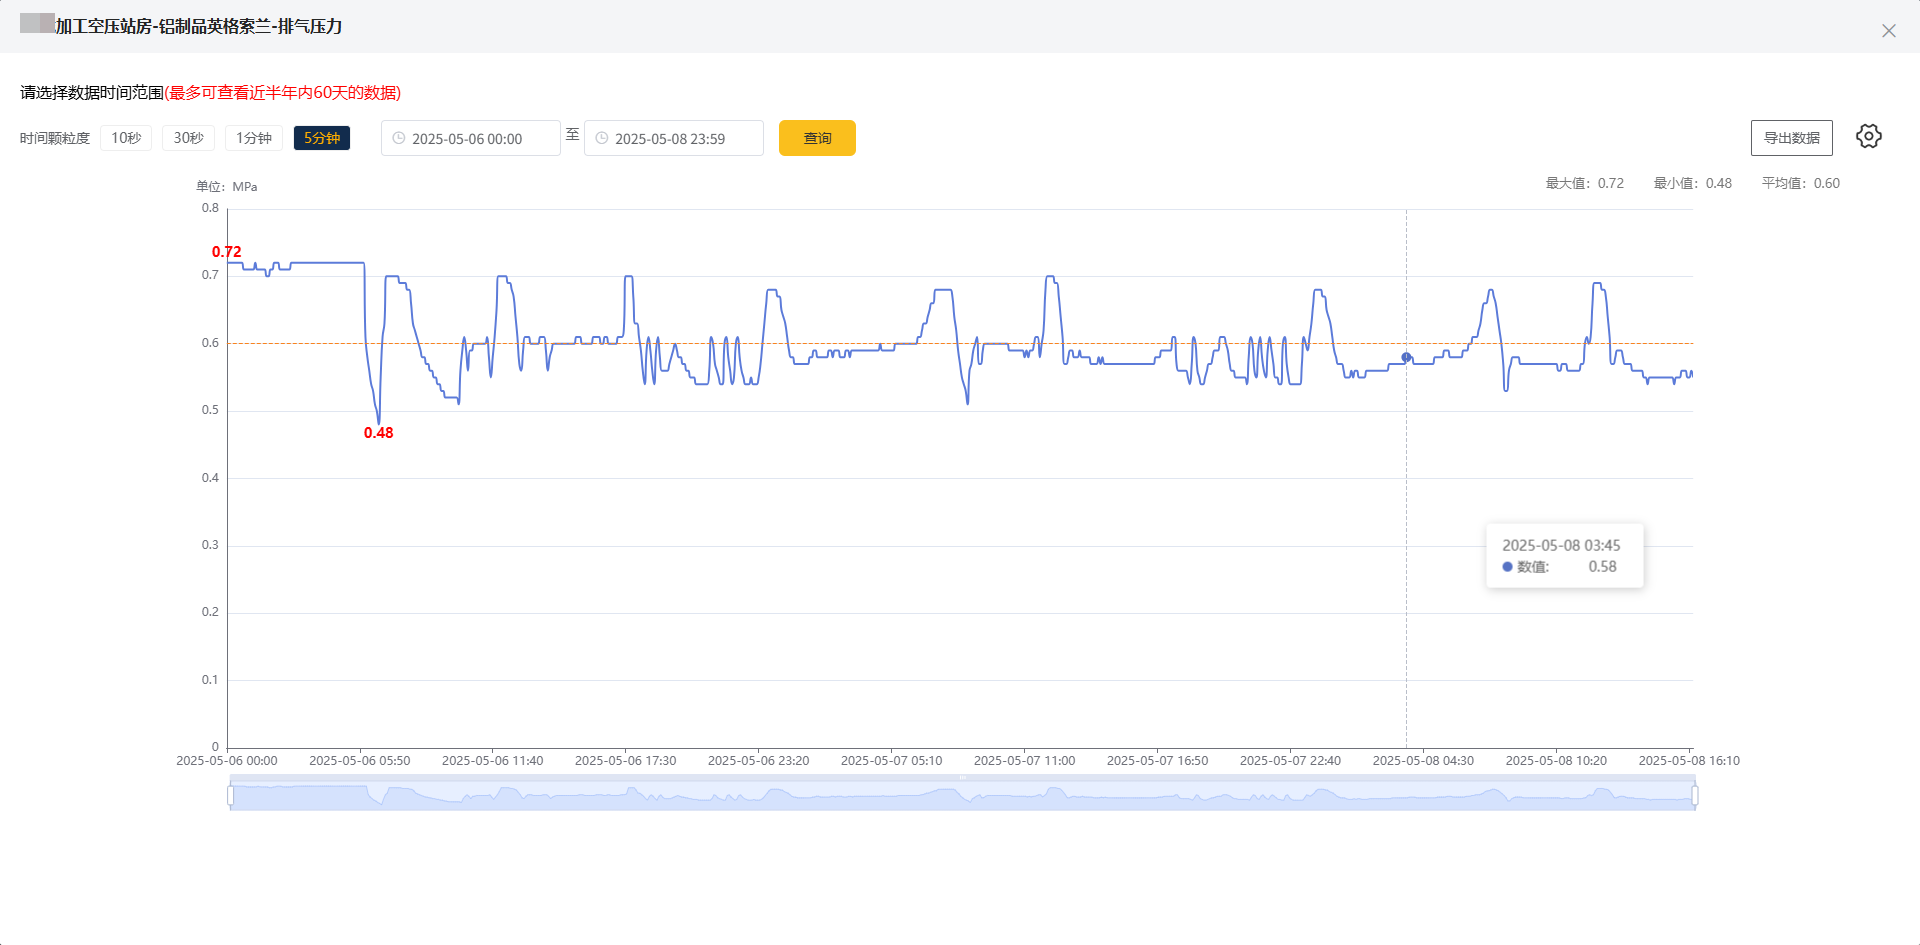 加工空压站房-铝制品英格索兰-排气压力
请选择数据时间范围(最多可查看近半年内60天的数据)
时间颗粒度 10秒 30秒 1分钟 5分钟 2025-05-06 00:00 至 2025-05-08 23:59 查询 导出数据
单位: MPa 最大值: 0.72 最小值: 0.48 平均值: 0.60
0.8
0.72
0.7
0.6
0.5
0.48
0.4
0.3
2025-05-08 03:45
数值: 0.58
0.2
0.1
0
2025-05-06 00:00 2025-05-06 05:50 2025-05-06 11:40 2025-05-06 17:30 2025-05-06 23:20 2025-05-07 05:10 2025-05-07 11:00 2025-05-07 16:50 2025-05-07 22:40 2025-05-08 04:30 2025-05-08 10:20 2025-05-08 16:10